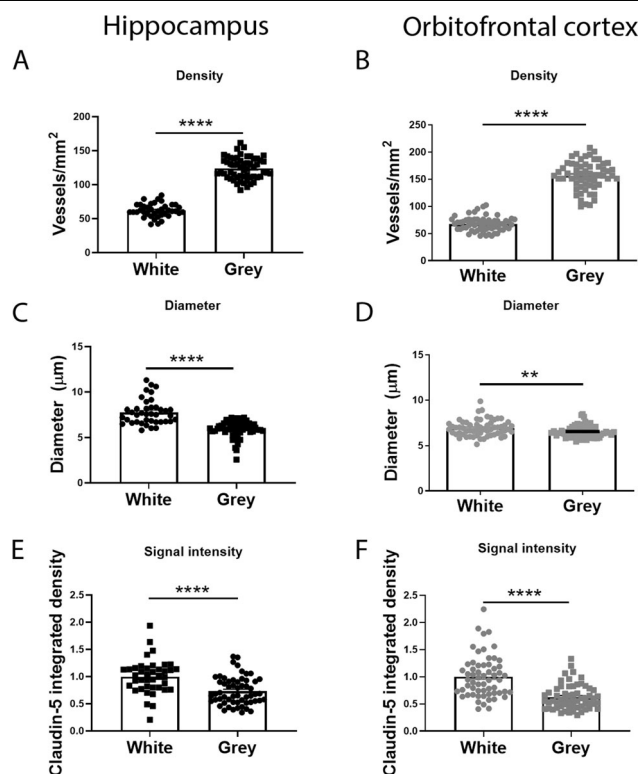 Hippocampus
Orbitofrontal cortex
A
Density
Vessels/mm²
200
150
100
50
0
****
White
Grey
B
Density
Vessels/mm²
250
200
150
100
50
0
****
White
Grey
C
Diameter
Diameter (μm)
15
10
5
0
****
White
Grey
D
Diameter
Diameter (μm)
15
10
5
0
**
White
Grey
E
Signal intensity
Claudin-5 integrated density
2.5
2.0
1.5
1.0
0.5
0.0
****
White
Grey
F
Signal intensity
Claudin-5 integrated density
2.5
2.0
1.5
1.0
0.5
0.0
****
White
Grey